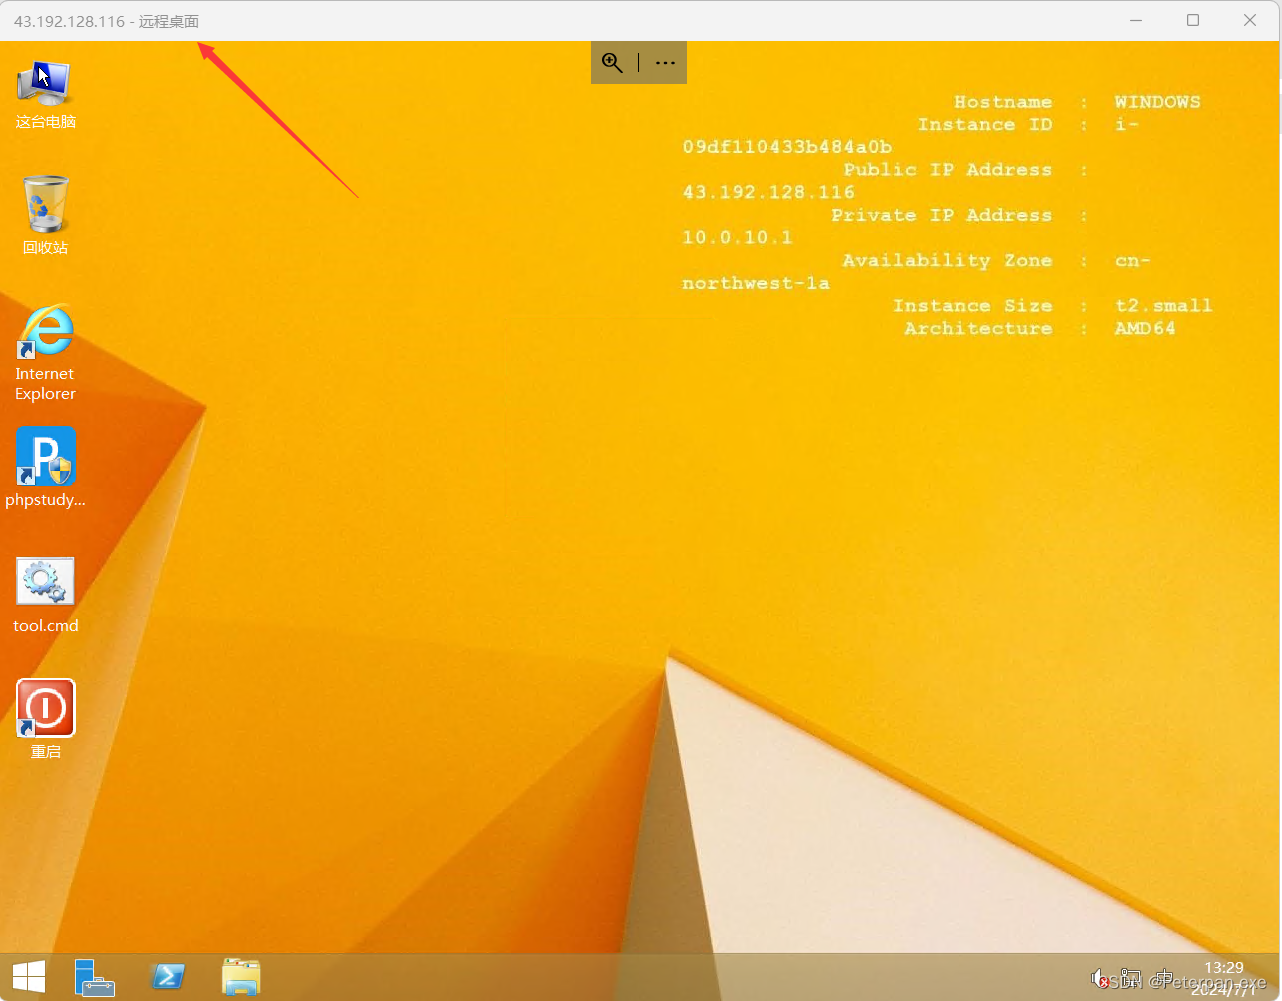 43.192.128.116 - 远程桌面
Hostname : WINDOWS
Instance ID : i-
09df110433b484a0b
Public IP Address :
43.192.128.116
Private IP Address :
10.0.10.1
Availability Zone : cn-
northwest-1a
Instance Size : t2.small
Architecture : AMD64
这台电脑
回收站
Internet
Explorer
phpstudy...
tool.cmd
重启
中
13:29
2024/7/1
CSDN @Peterpan.exe